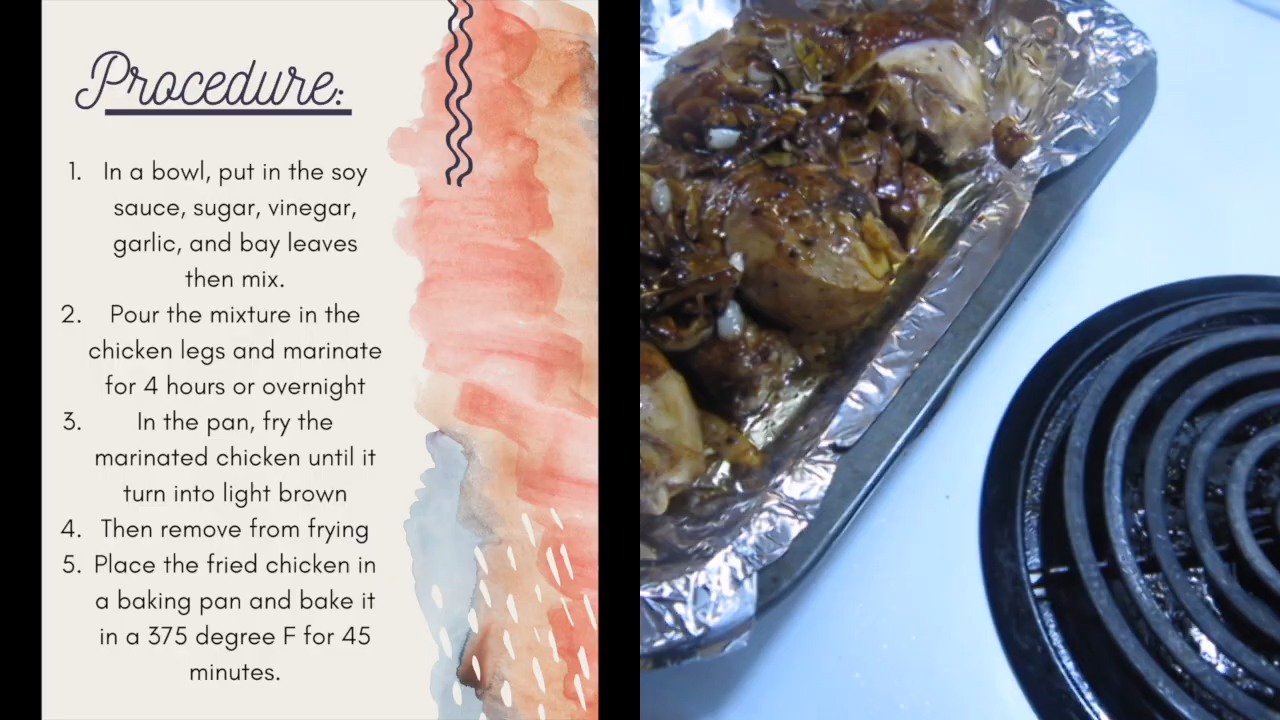 Procedure:
1. In a bowl, put in the soy
sauce, sugar, vinegar,
garlic, and bay leaves
then mix.
2. Pour the mixture in the
chicken legs and marinate
for 4 hours or overnight
3. In the pan, fry the
marinated chicken until it
turn into light brown
4. Then remove from frying
5. Place the fried chicken in
a baking pan and bake it
in a 375 degree F for 45
minutes.